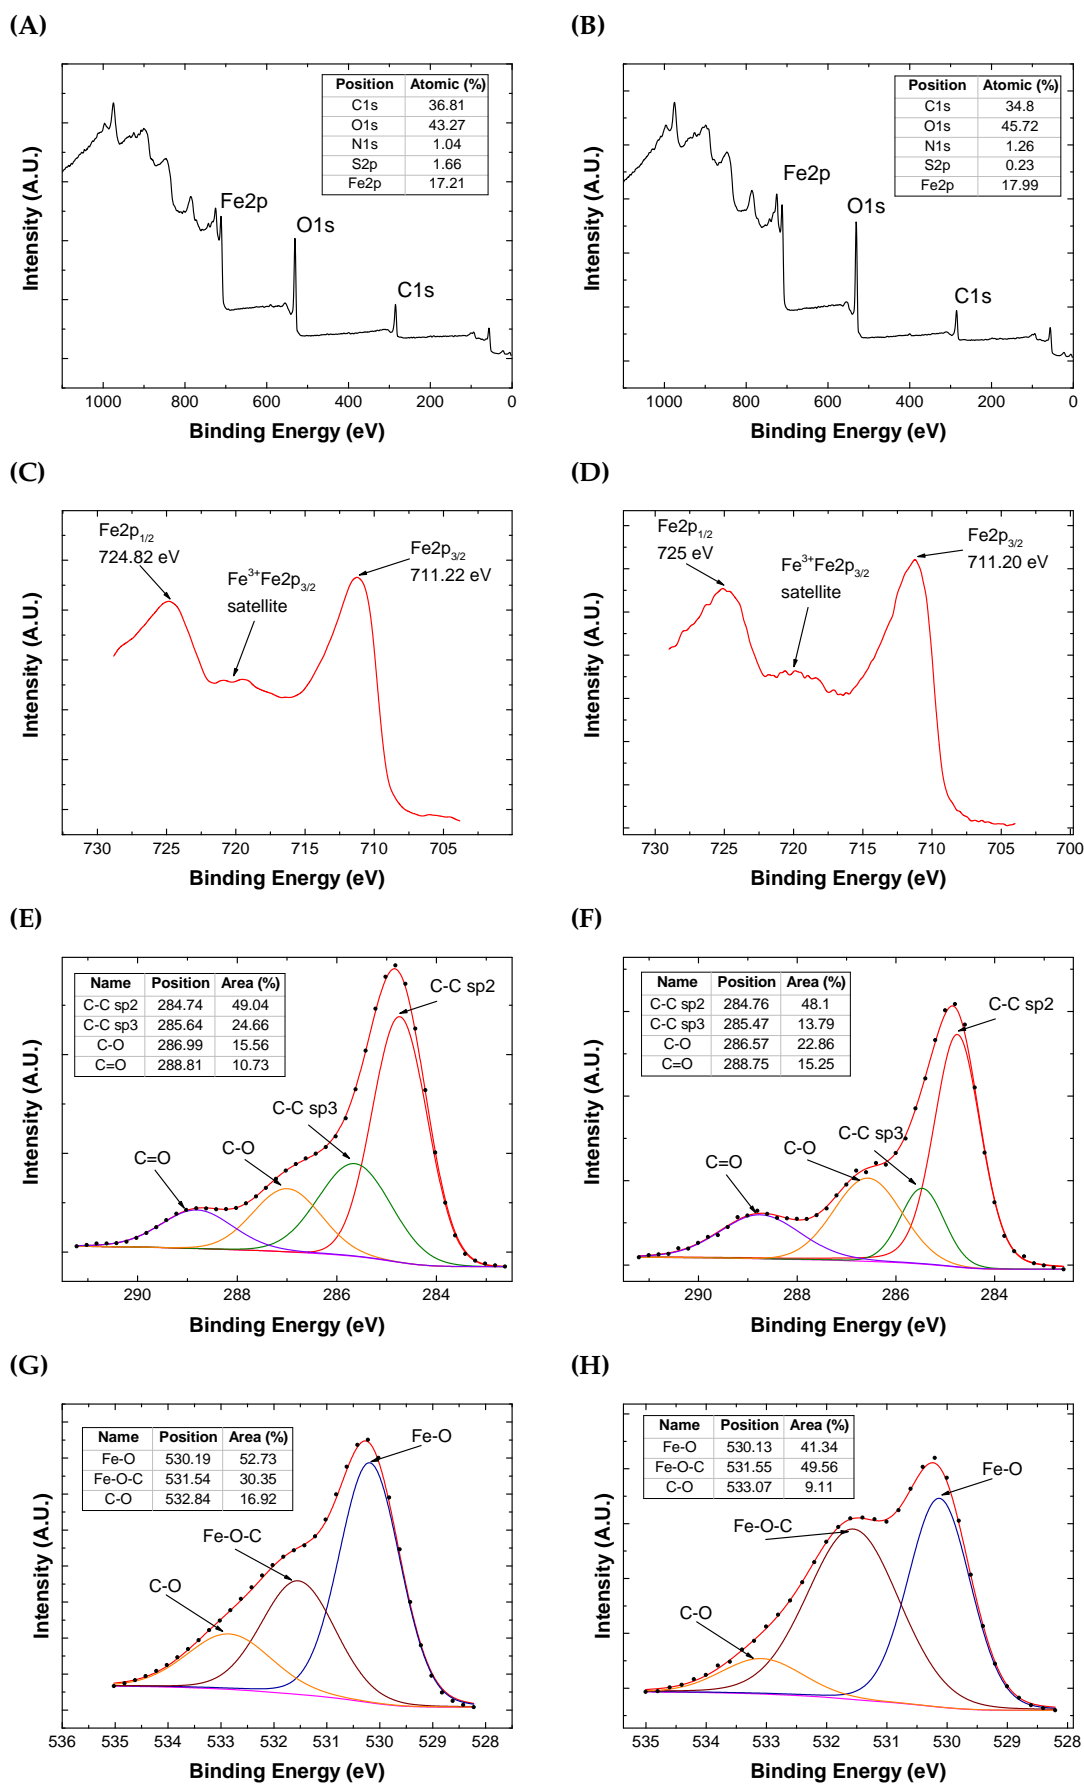 (A)
Position Atomic (%)
C1s 36.81
O1s 43.27
N1s 1.04
S2p 1.66
Fe2p 17.21
Fe2p
O1s
C1s
Intensity (A.U.)
1000 800 600 400 200 0
Binding Energy (eV)
(B)
Position Atomic (%)
C1s 34.8
O1s 45.72
N1s 1.26
S2p 0.23
Fe2p 17.99
Fe2p
O1s
C1s
Intensity (A.U.)
1000 800 600 400 200 0
Binding Energy (eV)
(C)
Fe2p1/2
724.82 eV
Fe3+Fe2p3/2
satellite
Fe2p3/2
711.22 eV
Intensity (A.U.)
730 725 720 715 710 705
Binding Energy (eV)
(D)
Fe2p1/2
725 eV
Fe3+Fe2p3/2
satellite
Fe2p3/2
711.20 eV
Intensity (A.U.)
730 725 720 715 710 705 700
Binding Energy (eV)
(E)
Name Position Area (%)
C-C sp2 284.74 49.04
C-C sp3 285.64 24.66
C-O 286.99 15.56
C=O 288.81 10.73
C-C sp2
C-C sp3
C-O
C=O
Intensity (A.U.)
290 288 286 284
Binding Energy (eV)
(F)
Name Position Area (%)
C-C sp2 284.76 48.1
C-C sp3 285.47 13.79
C-O 286.57 22.86
C=O 288.75 15.25
C-C sp2
C-C sp3
C-O
C=O
Intensity (A.U.)
290 288 286 284
Binding Energy (eV)
(G)
Name Position Area (%)
Fe-O 530.19 52.73
Fe-O-C 531.54 30.35
C-O 532.84 16.92
Fe-O
Fe-O-C
C-O
Intensity (A.U.)
536 535 534 533 532 531 530 529 528
Binding Energy (eV)
(H)
Name Position Area (%)
Fe-O 530.13 41.34
Fe-O-C 531.55 49.56
C-O 533.07 9.11
Fe-O
Fe-O-C
C-O
Intensity (A.U.)
535 534 533 532 531 530 529 528
Binding Energy (eV)